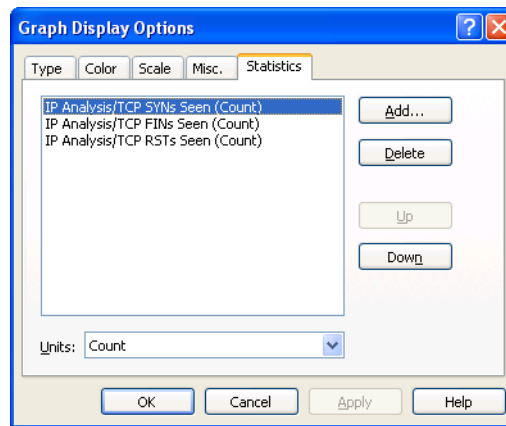 Graph Display Options
Type Color Scale Misc. Statistics
IP Analysis/TCP SYNs Seen (Count)
IP Analysis/TCP FINs Seen (Count)
IP Analysis/TCP RSTs Seen (Count)
Add...
Delete
Up
Down
Units: Count
OK Cancel Apply Help